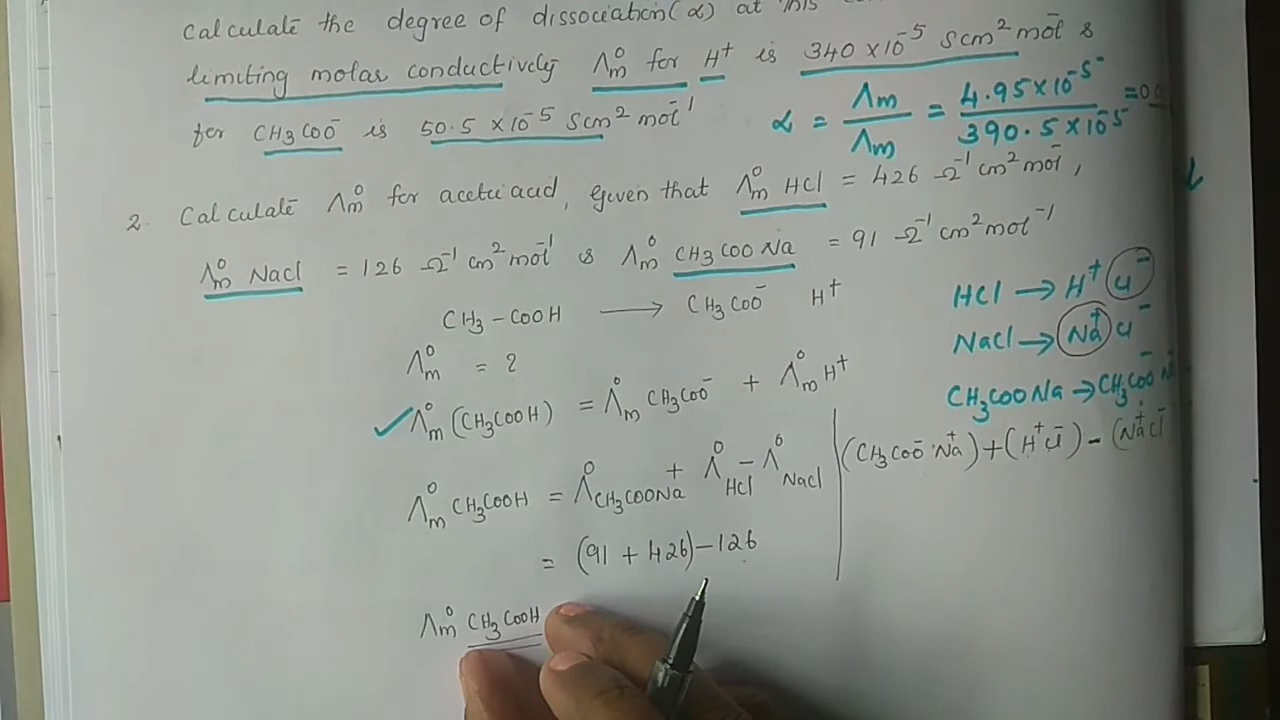 Calculate the degree of dissociation(α) at this
limiting molar conductively Λ°m for H⁺ is 340 ×10⁻⁵ S cm² mol⁻ &
for CH3COO⁻ is 50.5 ×10⁻⁵ S cm² mol⁻¹
α = Λm/Λm = 4.95×10⁻⁵/390.5×10⁻⁵ =0.0
2. Calculate Λ°m for acetic acid, given that Λ°m HCl = 426 Ω⁻¹ cm² mol⁻,
Λ°m NaCl = 126 Ω⁻¹ cm² mol⁻¹ & Λ°m CH3COONa = 91 Ω⁻¹ cm² mol⁻¹
CH3-COOH → CH3COO⁻ H⁺
HCl → H⁺ Cl⁻
Λ°m = ?
NaCl → Na⁺ Cl⁻
✓ Λ°m (CH3COOH) = Λ°m CH3COO⁻ + Λ°m H⁺
CH3COONa → CH3COO⁻
Λ°m CH3COOH = Λ°CH3COONa + Λ°HCl - Λ°NaCl
(CH3COO⁻ Na⁺) + (H⁺Cl⁻) - (Na⁺Cl⁻
= (91 + 426) - 126
Λ°m CH3COOH